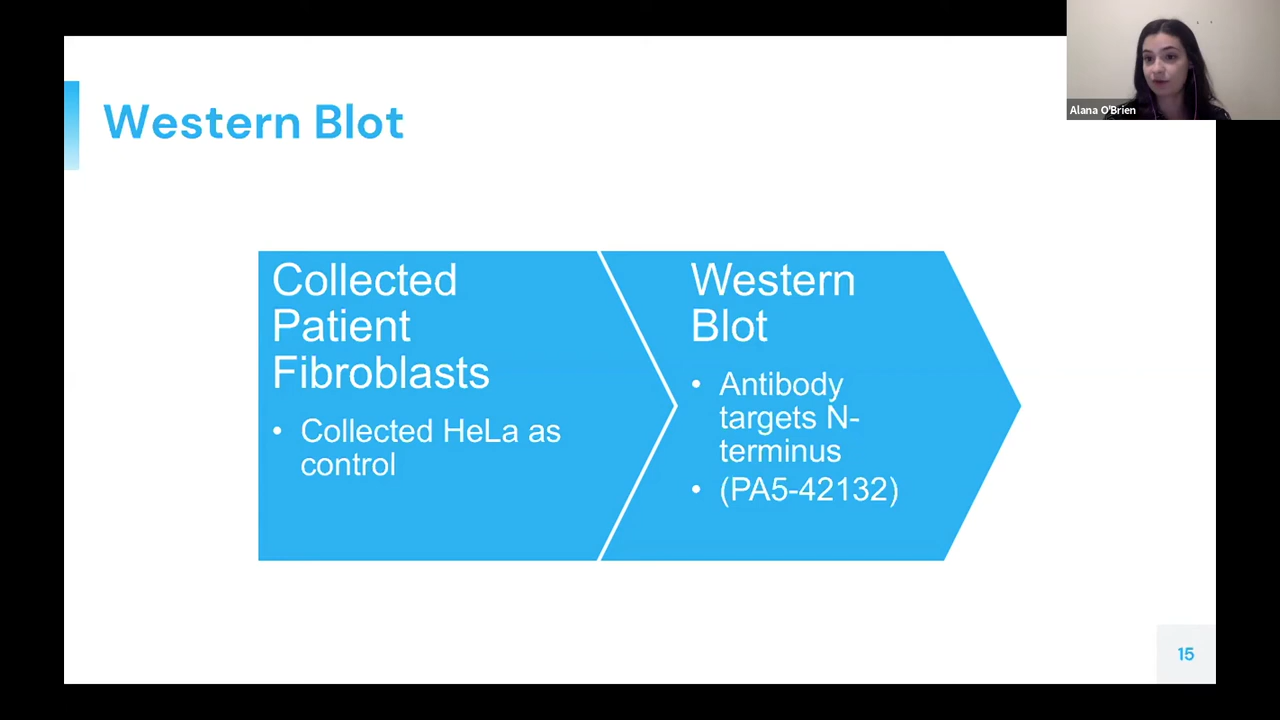 Alana O'Brien
Western Blot
Collected
Patient
Fibroblasts
• Collected HeLa as
control
Western
Blot
• Antibody
targets N-
terminus
• (PA5-42132)
15